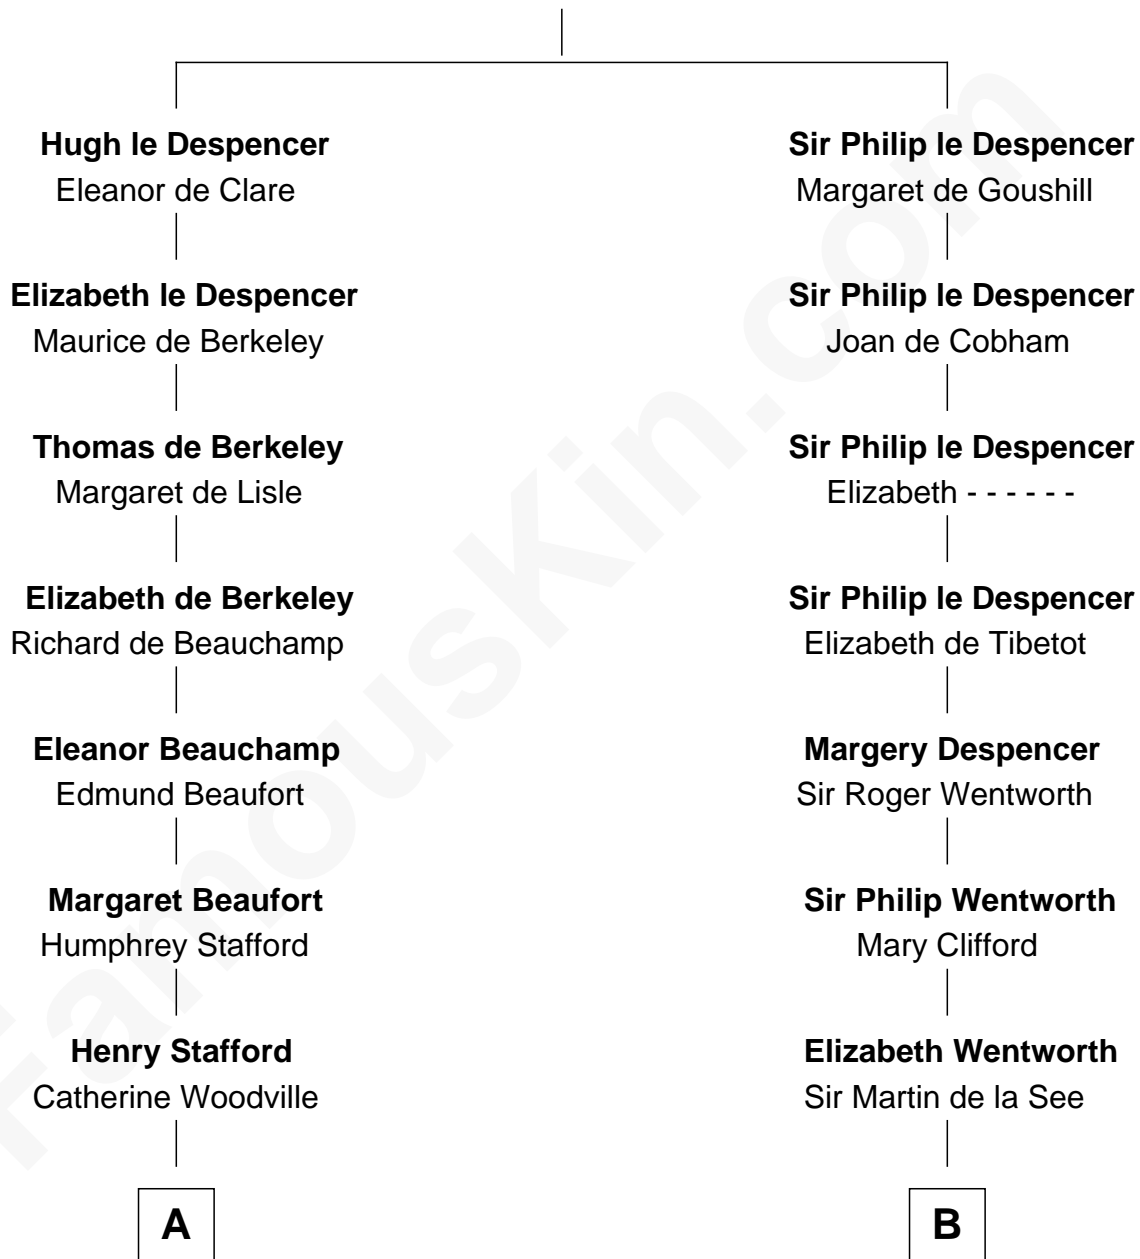 Hugh le Despencer
Eleanor de Clare
Elizabeth le Despencer
Maurice de Berkeley
Thomas de Berkeley
Margaret de Lisle
Elizabeth de Berkeley
Richard de Beauchamp
Eleanor Beauchamp
Edmund Beaufort
Margaret Beaufort
Humphrey Stafford
Henry Stafford
Catherine Woodville
A
Sir Philip le Despencer
Margaret de Goushill
Sir Philip le Despencer
Joan de Cobham
Sir Philip le Despencer
Elizabeth - - - - - -
Sir Philip le Despencer
Elizabeth de Tibetot
Margery Despencer
Sir Roger Wentworth
Sir Philip Wentworth
Mary Clifford
Elizabeth Wentworth
Sir Martin de la See
B
FamousKin.com